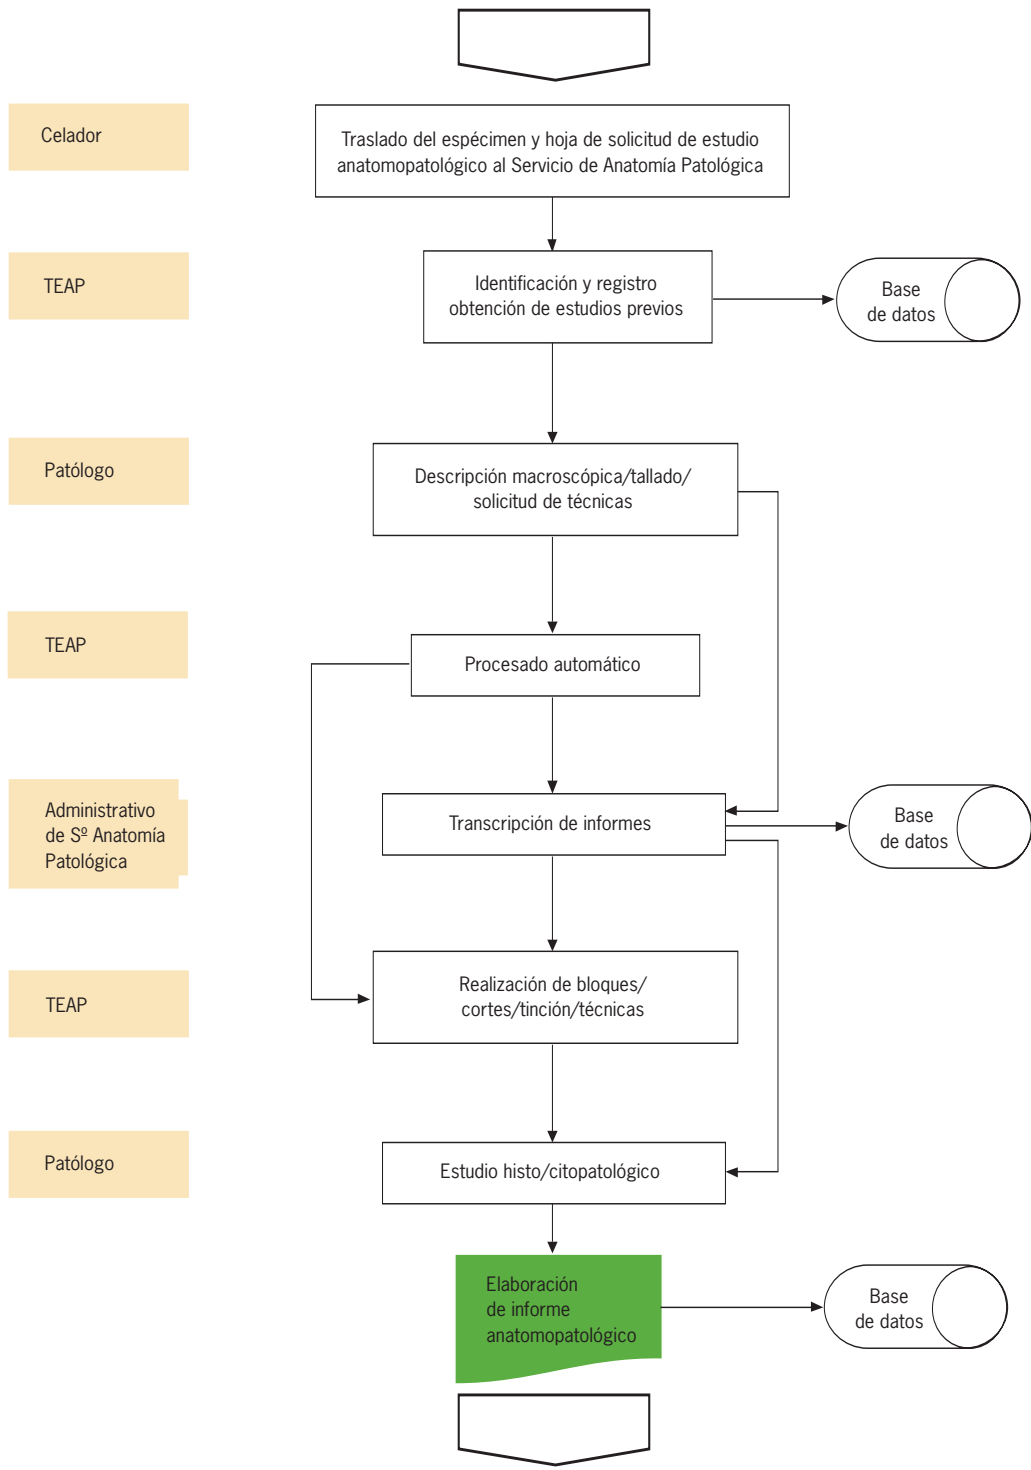 Celador
Traslado del espécimen y hoja de solicitud de estudio
anatomopatológico al Servicio de Anatomía Patológica
TEAP
Identificación y registro
obtención de estudios previos
Base
de datos
Patólogo
Descripción macroscópica/tallado/
solicitud de técnicas
TEAP
Procesado automático
Administrativo
de Sº Anatomía
Patológica
Transcripción de informes
Base
de datos
TEAP
Realización de bloques/
cortes/tinción/técnicas
Patólogo
Estudio histo/citopatológico
Elaboración
de informe
anatomopatológico
Base
de datos